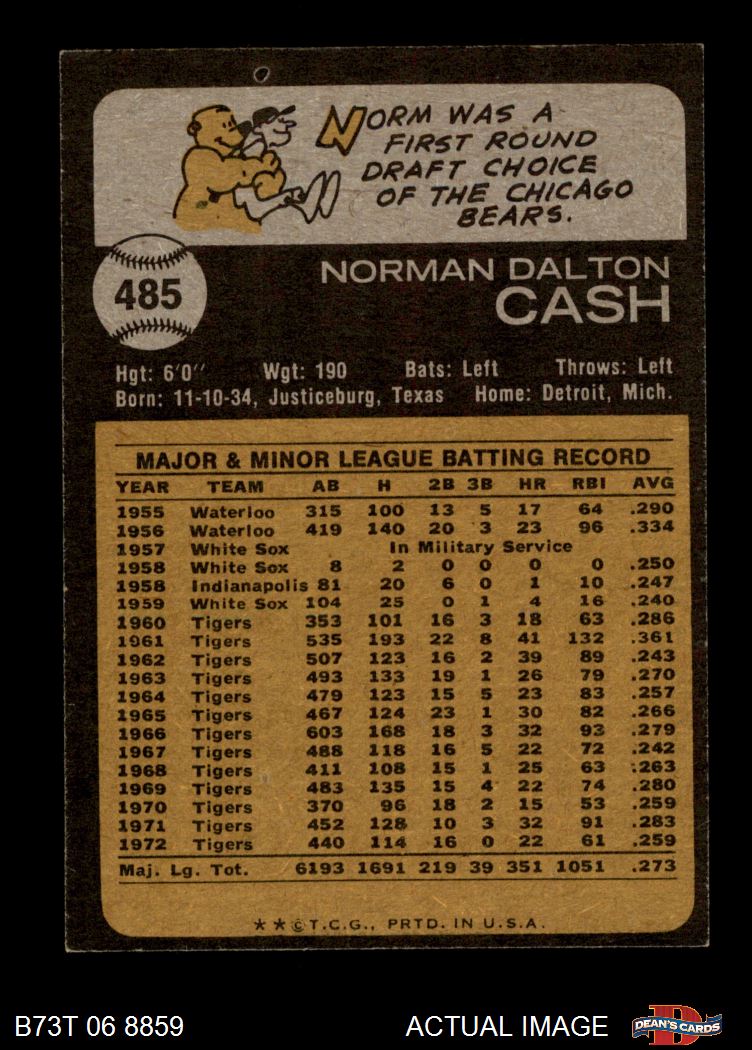 NORM WAS A
FIRST ROUND
DRAFT CHOICE
OF THE CHICAGO
BEARS.
485
NORMAN DALTON
CASH
Hgt: 6'0" Wgt: 190 Bats: Left Throws: Left
Born: 11-10-34, Justiceburg, Texas Home: Detroit, Mich.
MAJOR & MINOR LEAGUE BATTING RECORD
YEAR TEAM AB H 2B 3B HR RBI AVG
1955 Waterloo 315 100 13 5 17 64 .290
1956 Waterloo 419 140 20 3 23 96 .334
1957 White Sox In Military Service
1958 White Sox 8 2 0 0 0 0 .250
1958 Indianapolis 81 20 6 0 1 10 .247
1959 White Sox 104 25 0 1 4 16 .240
1960 Tigers 353 101 16 3 18 63 .286
1961 Tigers 535 193 22 8 41 132 .361
1962 Tigers 507 123 16 2 39 89 .243
1963 Tigers 493 133 19 1 26 79 .270
1964 Tigers 479 123 15 5 23 83 .257
1965 Tigers 467 124 23 1 30 82 .266
1966 Tigers 603 168 18 3 32 93 .279
1967 Tigers 488 118 16 5 22 72 .242
1968 Tigers 411 108 15 1 25 63 .263
1969 Tigers 483 135 15 4 22 74 .280
1970 Tigers 370 96 18 2 15 53 .259
1971 Tigers 452 128 10 3 32 91 .283
1972 Tigers 440 114 16 0 22 61 .259
Maj. Lg. Tot. 6193 1691 219 39 351 1051 .273
★★©T.C.G., PRTD. IN U.S.A.
B73T 06 8859 ACTUAL IMAGE DEAN'S CARDS